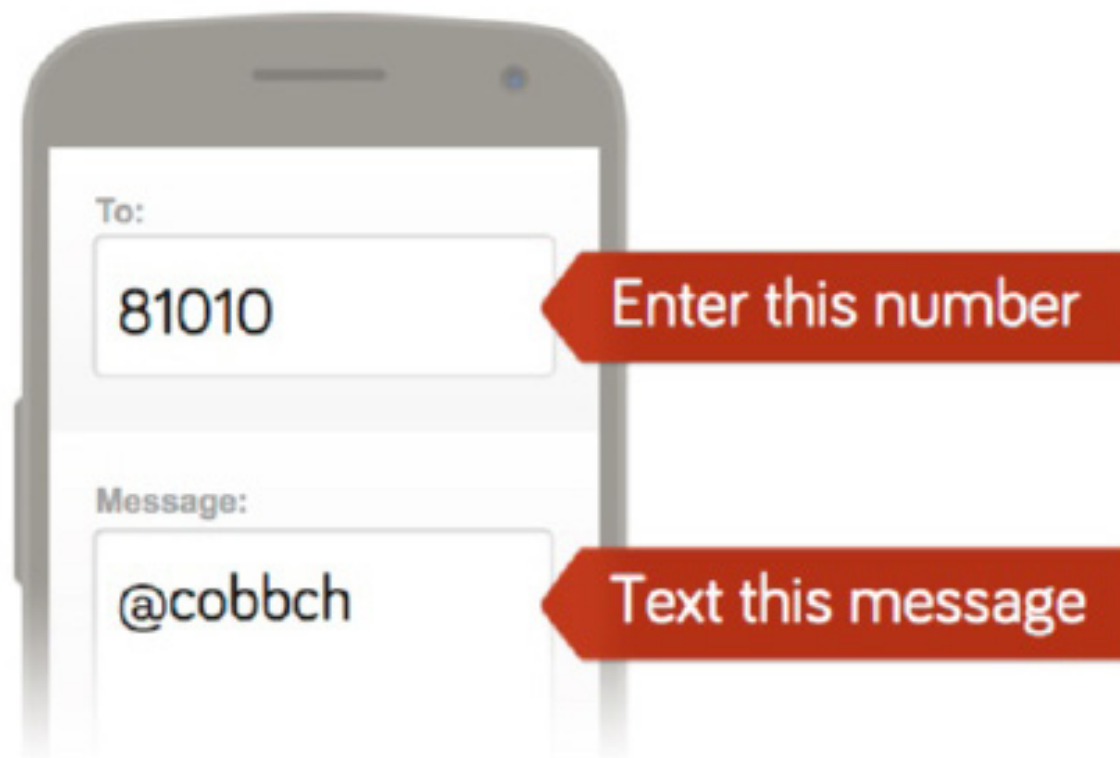 To:
81010
Enter this number
Message:
@cobbch
Text this message